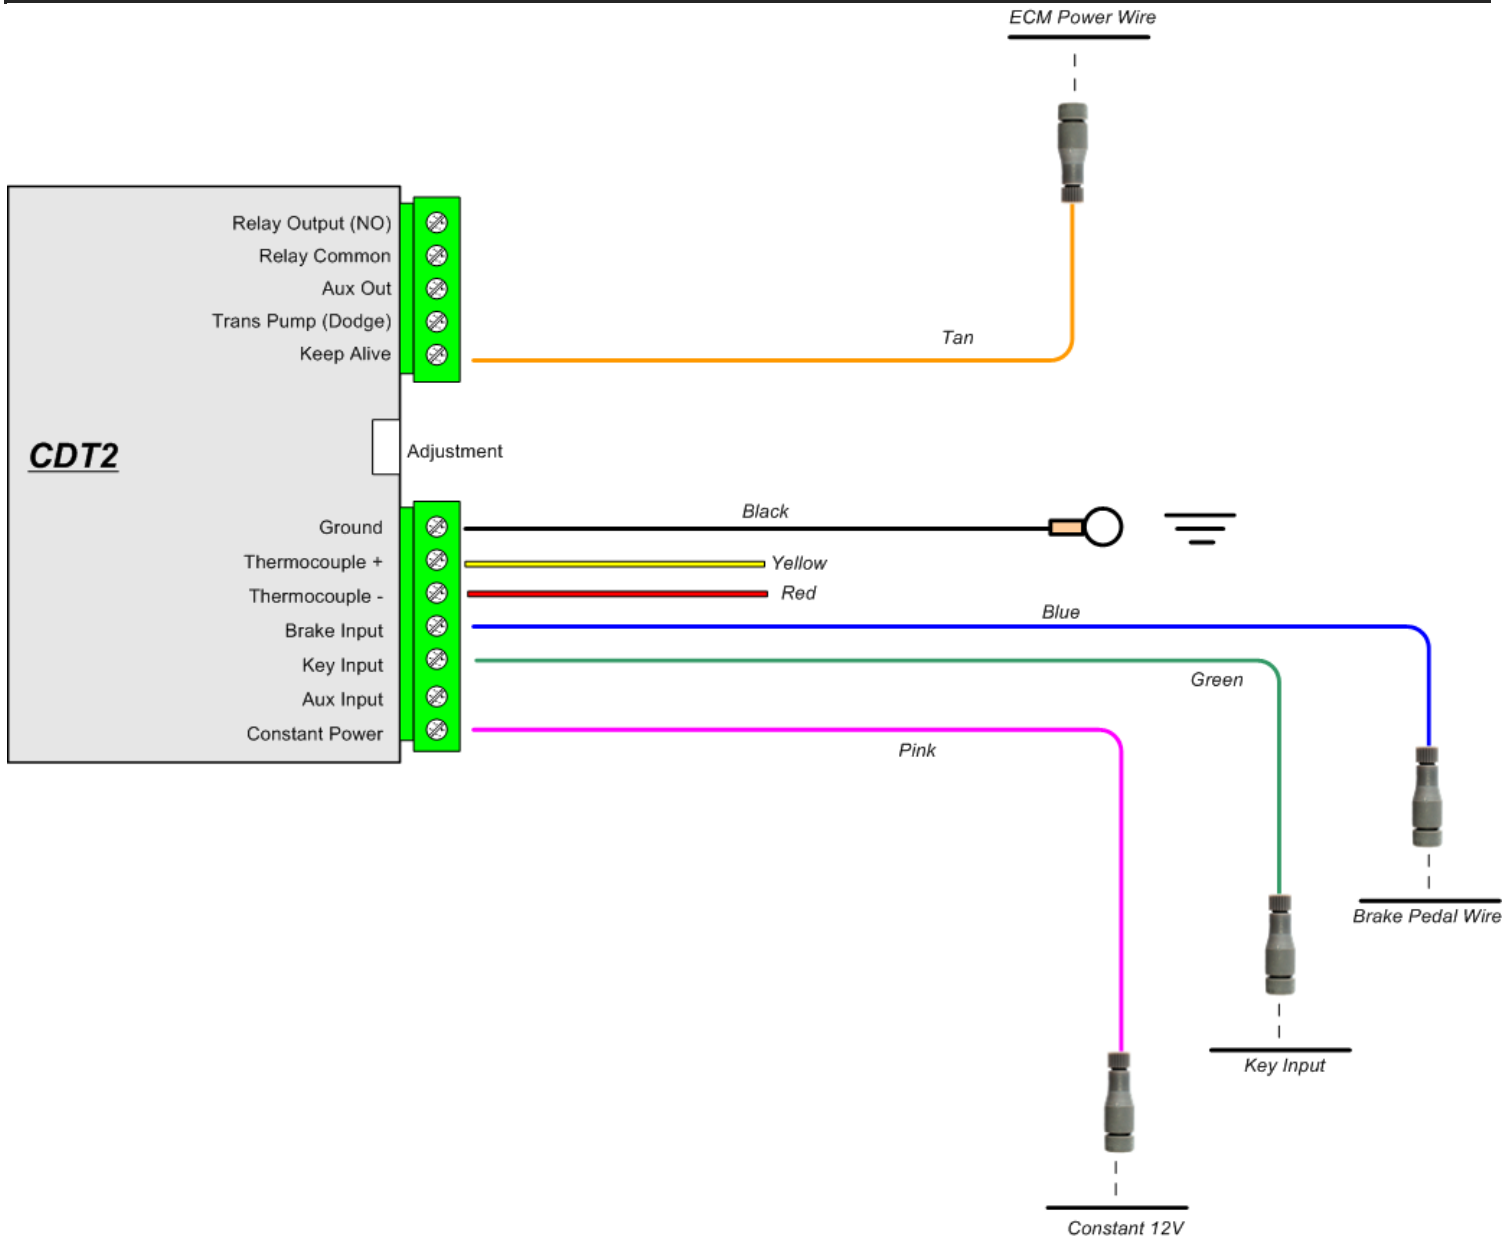 ECM Power Wire
Relay Output (NO)
Relay Common
Aux Out
Trans Pump (Dodge)
Keep Alive
Tan
CDT2
Adjustment
Ground
Black
Thermocouple +
Yellow
Thermocouple -
Red
Brake Input
Blue
Key Input
Green
Aux Input
Constant Power
Pink
Brake Pedal Wire
Key Input
Constant 12V